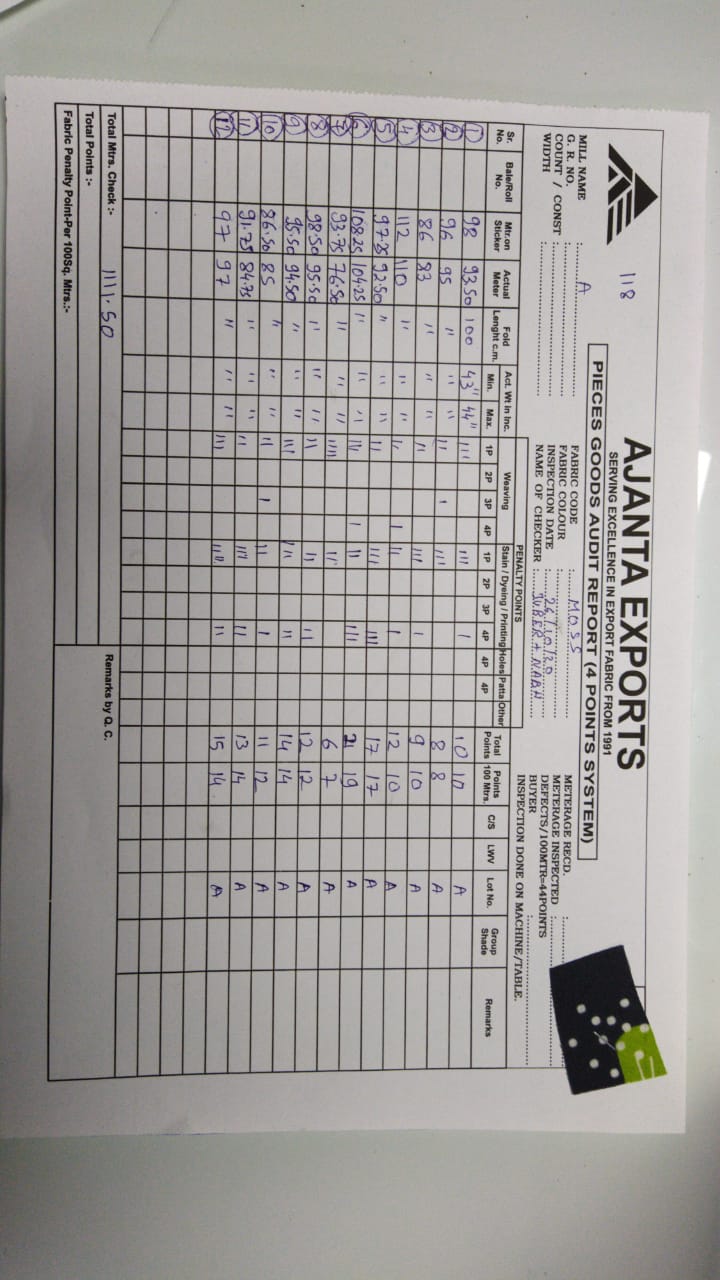 118
AJANTA EXPORTS
SERVING EXCELLENCE IN EXPORT FABRIC FROM 1991
PIECES GOODS AUDIT REPORT (4 POINTS SYSTEM)
MILL NAME : A FABRIC CODE : MOSS METERAGE RECD. :
G. R. NO. : FABRIC COLOUR : METERAGE INSPECTED :
COUNT / CONST : INSPECTION DATE : DEFECTS/100MTR=44POINTS
WIDTH : NAME OF CHECKER : BUYER :
INSPECTION DONE ON MACHINE/TABLE.
PENALTY POINTS
Sr. No. Bale/Roll No. Mtr.on Sticker Actual Meter Fold Lenght c.m. Act. Wt in Inc. Weaving Stain / Dyeing / Printing Holes Patta Other Total Points Points 100 Mtrs. C/S LWV Lot No. Group Shade Remarks
Min. Max. 1P 2P 3P 4P 1P 2P 3P 4P 4P 4P
1 98 93.50 100 43" 44" III III I 10 10 A
2 96 95 " " " II I III 8 8 A
3 86 83 " " " II III I 9 10 A
4 112 110 " " " II I II I 12 10 A
5 97.25 92.50 " " " II III III 17 17 A
6 108.25 104.25 " " " III I II III 21 19 A
7 93.75 76.50 " " " IIII II 6 7 A
8 98.50 95.50 " " " II II II 12 12 A
9 95.50 94.50 " " " III III II 14 14 A
10 86.50 85 " " " II I II I 11 12 A
11 91.75 84.75 " " " II III II 13 14 A
12 97 97 " " " III IIII II 15 14 A
Total Mtrs. Check :- 1111.50 Remarks by Q. C.
Total Points :-
Fabric Penalty Point-Per 100Sq. Mtrs.:-